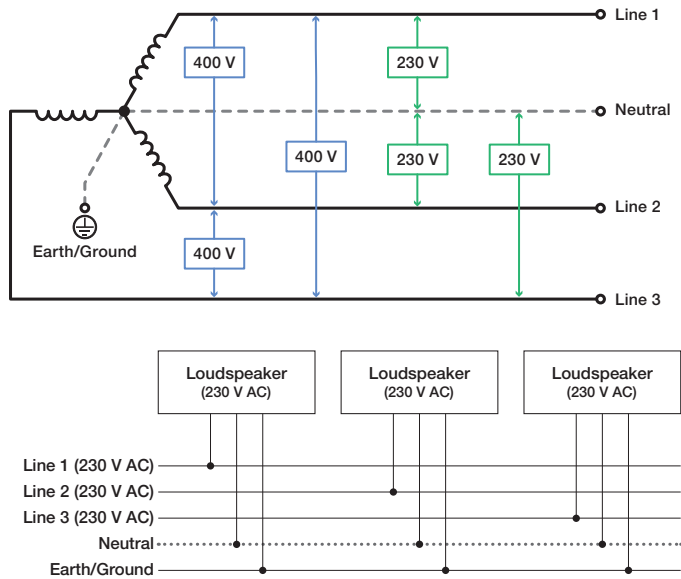 Line 1
400 V
230 V
Neutral
400 V
230 V
230 V
Line 2
Earth/Ground
400 V
Line 3
Loudspeaker
(230 V AC)
Loudspeaker
(230 V AC)
Loudspeaker
(230 V AC)
Line 1 (230 V AC)
Line 2 (230 V AC)
Line 3 (230 V AC)
Neutral
Earth/Ground